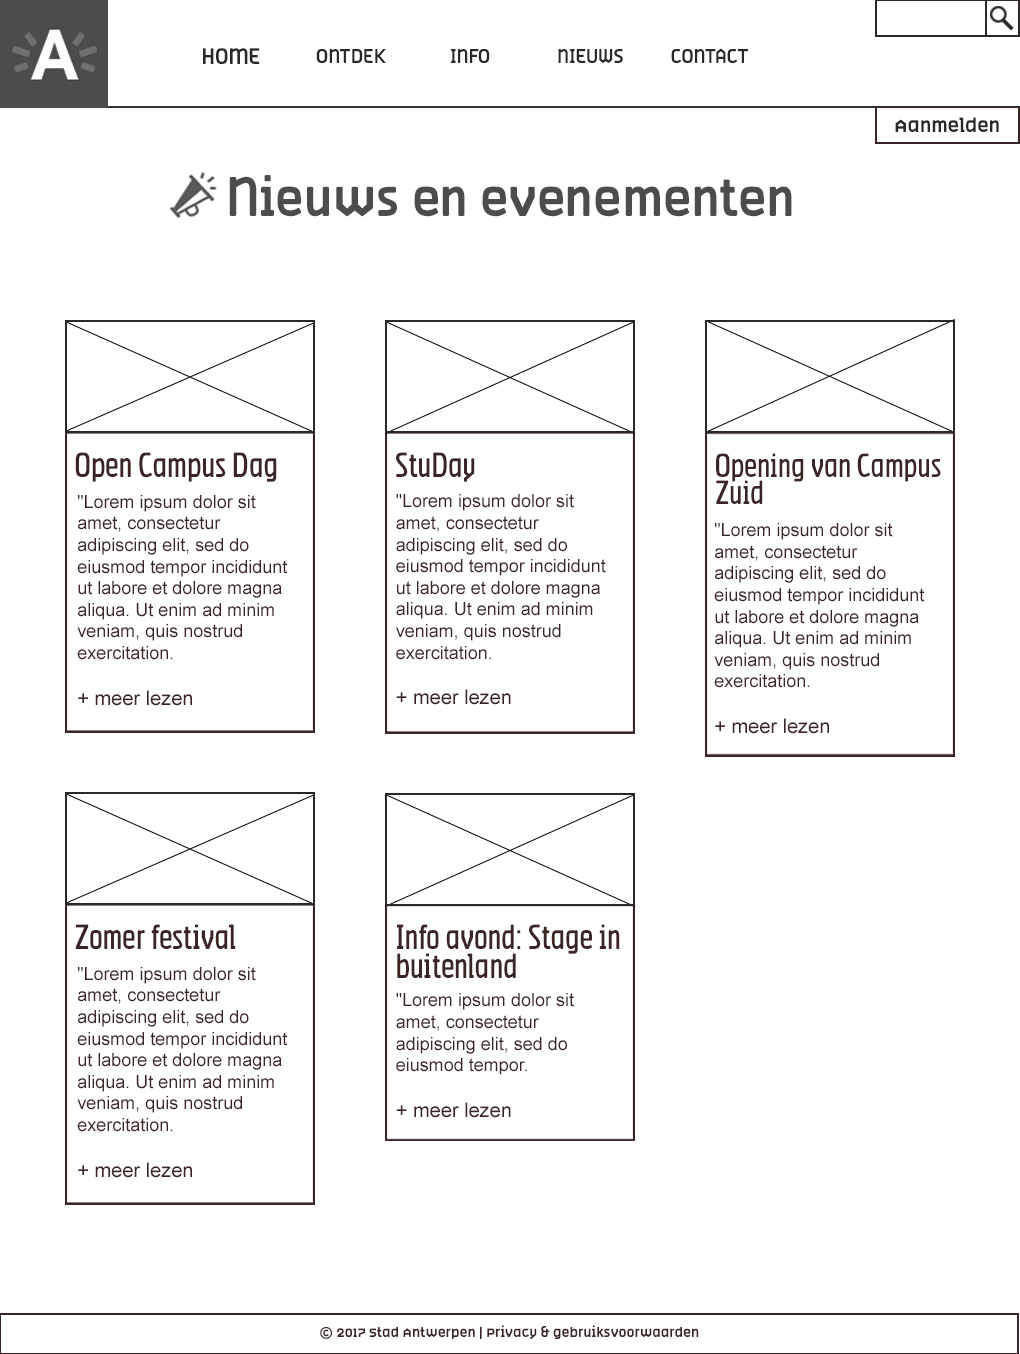 A
HOME ONTDEK INFO NIEUWS CONTACT
Aanmelden
Nieuws en evenementen
Open Campus Dag
"Lorem ipsum dolor sit
amet, consectetur
adipiscing elit, sed do
eiusmod tempor incididunt
ut labore et dolore magna
aliqua. Ut enim ad minim
veniam, quis nostrud
exercitation.
+ meer lezen
StuDay
"Lorem ipsum dolor sit
amet, consectetur
adipiscing elit, sed do
eiusmod tempor incididunt
ut labore et dolore magna
aliqua. Ut enim ad minim
veniam, quis nostrud
exercitation.
+ meer lezen
Opening van Campus
Zuid
"Lorem ipsum dolor sit
amet, consectetur
adipiscing elit, sed do
eiusmod tempor incididunt
ut labore et dolore magna
aliqua. Ut enim ad minim
veniam, quis nostrud
exercitation.
+ meer lezen
Zomer festival
"Lorem ipsum dolor sit
amet, consectetur
adipiscing elit, sed do
eiusmod tempor incididunt
ut labore et dolore magna
aliqua. Ut enim ad minim
veniam, quis nostrud
exercitation.
+ meer lezen
Info avond: Stage in
buitenland
"Lorem ipsum dolor sit
amet, consectetur
adipiscing elit, sed do
eiusmod tempor.
+ meer lezen
© 2017 Stad Antwerpen | Privacy & gebruiksvoorwaarden